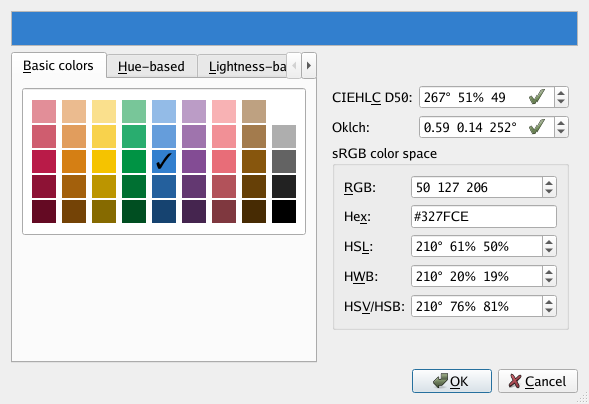 Basic colors Hue-based Lightness-ba
CIEHLC D50: 267° 51% 49
Oklch: 0.59 0.14 252°
sRGB color space
RGB: 50 127 206
Hex: #327FCE
HSL: 210° 61% 50%
HWB: 210° 20% 19%
HSV/HSB: 210° 76% 81%
OK Cancel